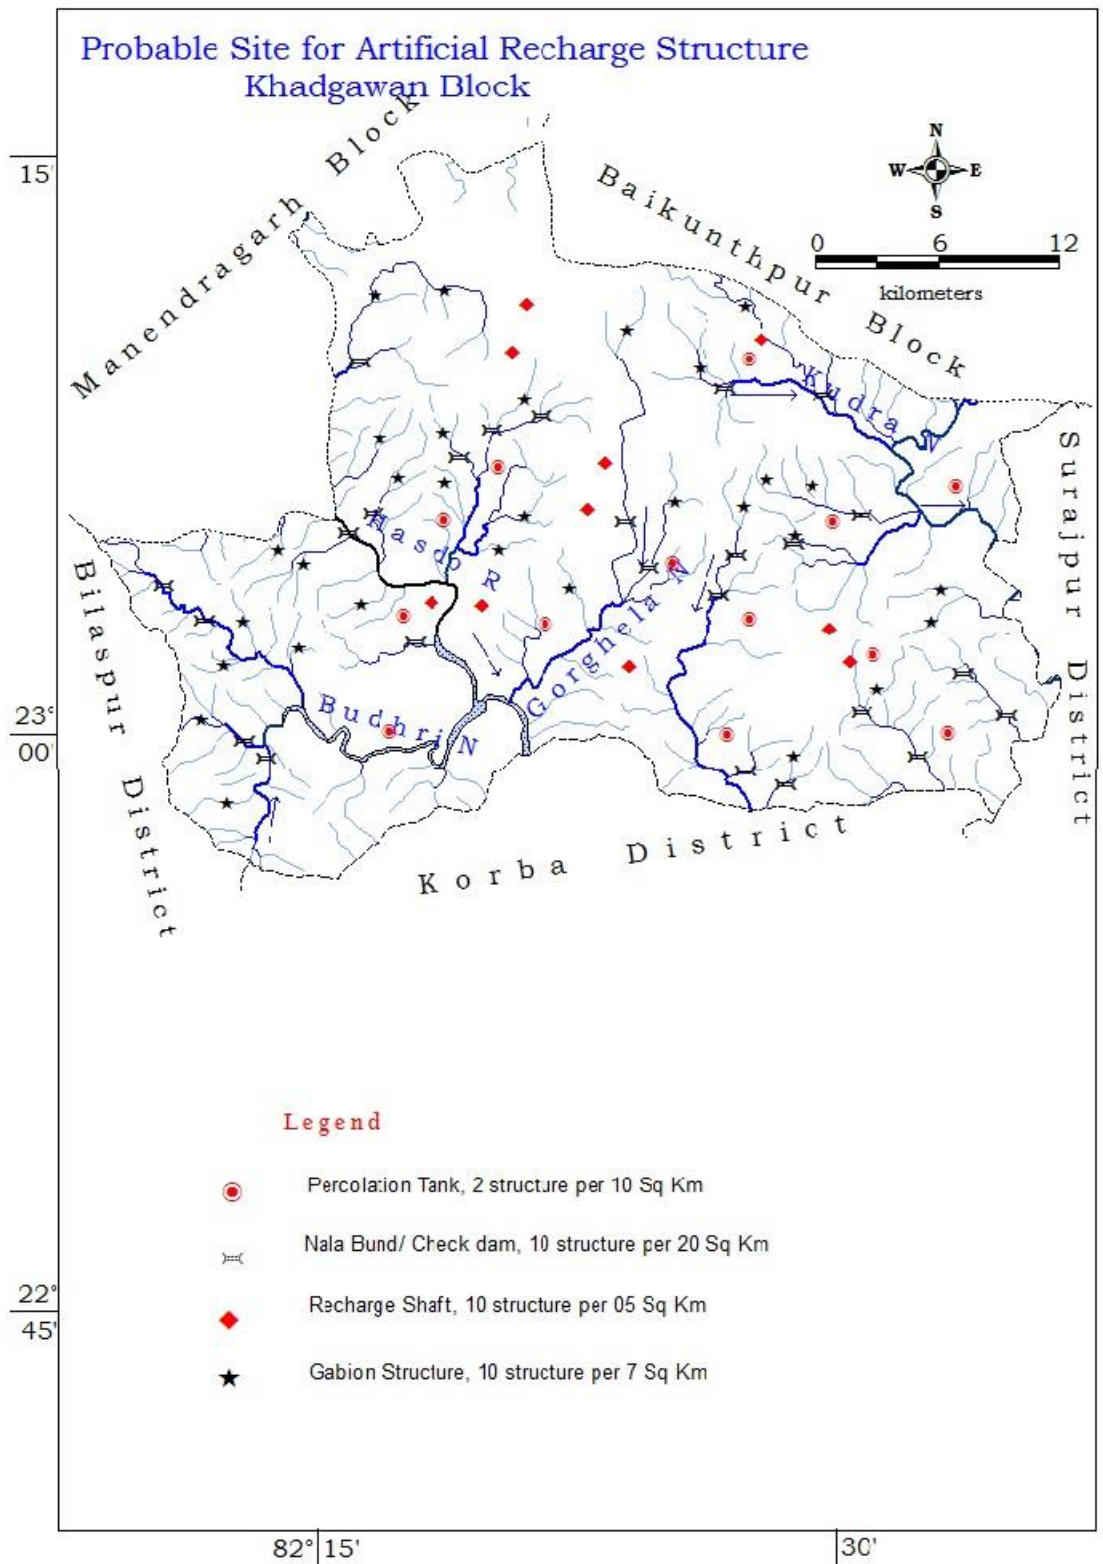 Probable Site for Artificial Recharge Structure
Khadgawan Block
Manendragarh Block
Baikunthpur Block
N
W E
S
15'
0 6 12
kilometers
Kudra N
Surajpur District
Hasdo R
Gorghela N
Bilaspur District
Budhri N
23°
00'
Korba District
Legend
Percolation Tank, 2 structure per 10 Sq Km
Nala Bund/ Check dam, 10 structure per 20 Sq Km
Recharge Shaft, 10 structure per 05 Sq Km
Gabion Structure, 10 structure per 7 Sq Km
22°
45'
82° 15' 30'